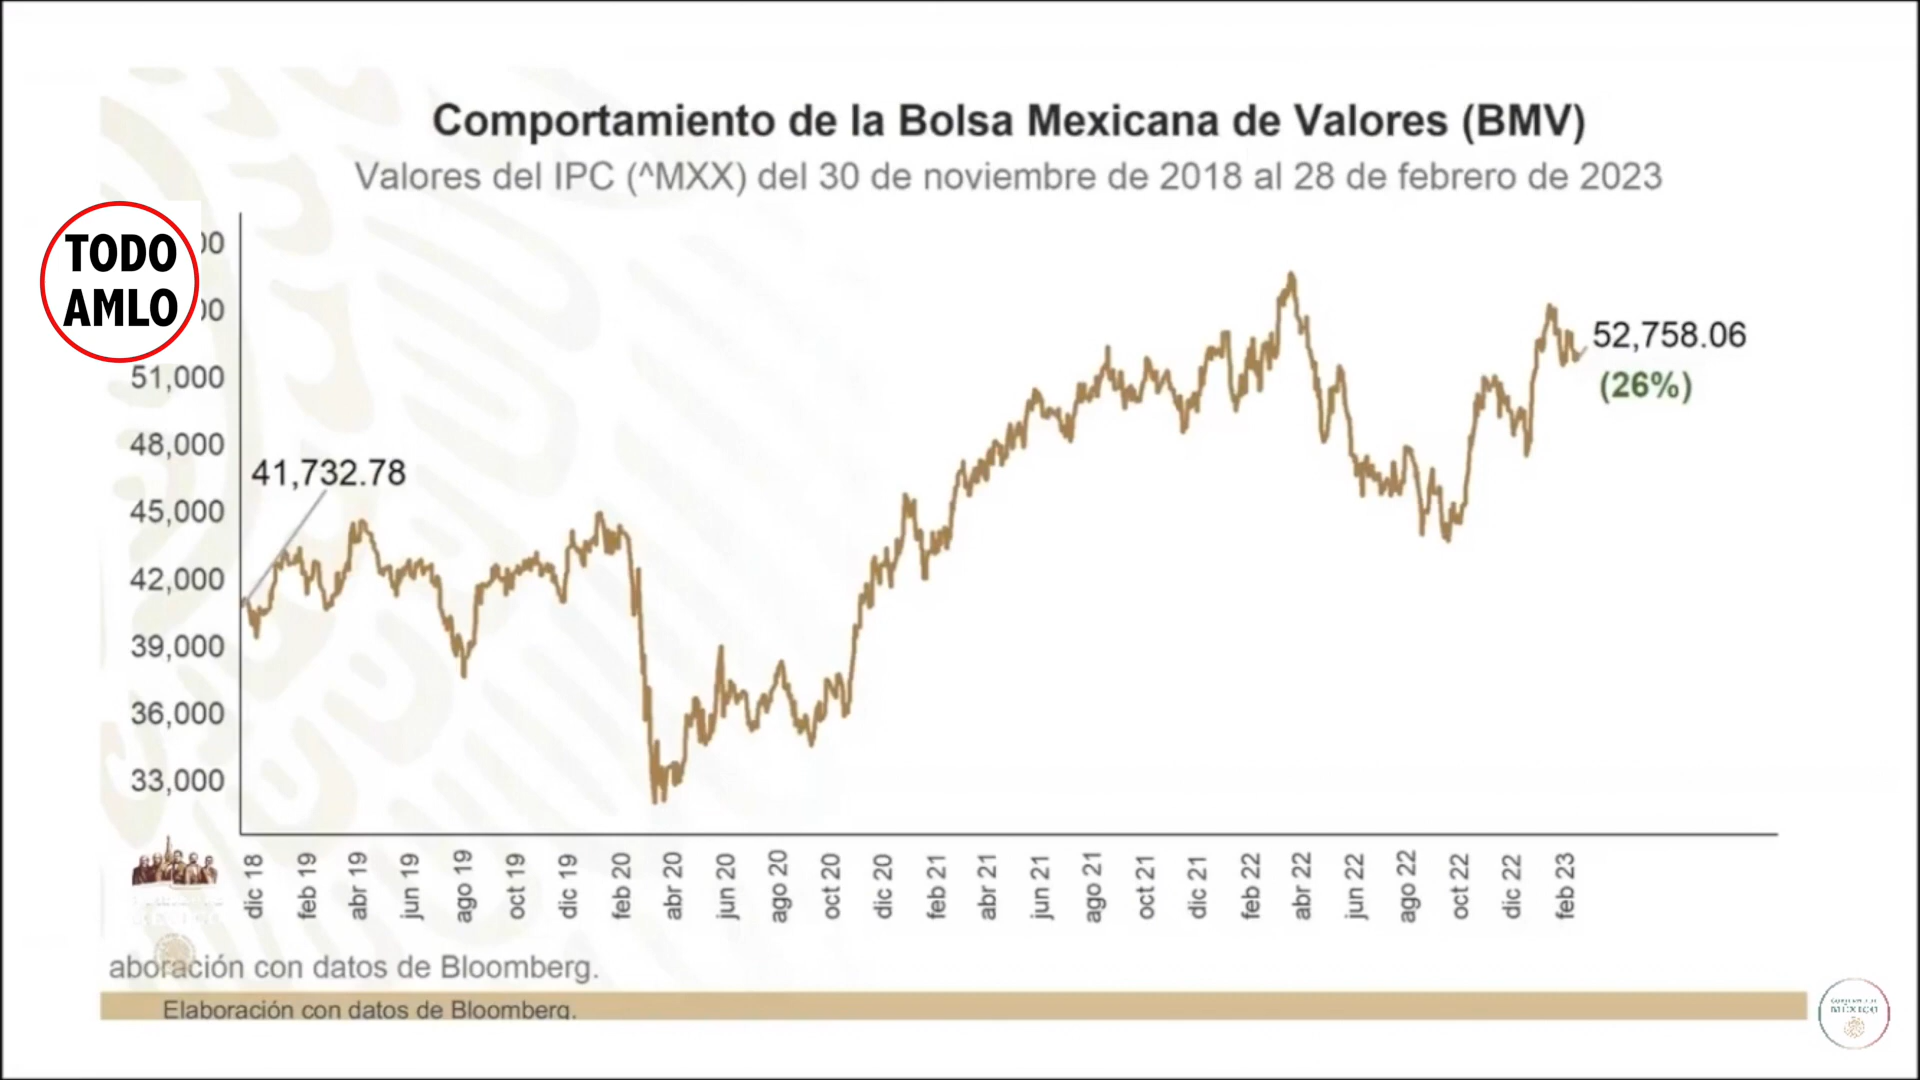 Comportamiento de la Bolsa Mexicana de Valores (BMV)
Valores del IPC (^MXX) del 30 de noviembre de 2018 al 28 de febrero de 2023
TODO
AMLO
00
00
51,000
48,000
45,000
42,000
39,000
36,000
33,000
41,732.78
52,758.06
(26%)
dic 18
feb 19
abr 19
jun 19
ago 19
oct 19
dic 19
feb 20
abr 20
jun 20
ago 20
oct 20
dic 20
feb 21
abr 21
jun 21
ago 21
oct 21
dic 21
feb 22
abr 22
jun 22
ago 22
oct 22
dic 22
feb 23
aboración con datos de Bloomberg.
Elaboración con datos de Bloomberg.
MÉXICO